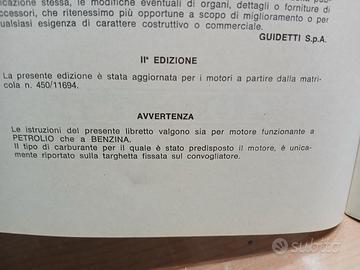 icazione stessa, le modifiche eventuali di organi, dettagli o forniture di
ccessori, che ritenessimo più opportune a scopo di miglioramento o per
ualsiasi esigenza di carattere costruttivo o commerciale.
GUIDETTI S.p.A.
IIª EDIZIONE
La presente edizione è stata aggiornata per i motori a partire dalla matri-
cola n. 450/11694.
AVVERTENZA
Le istruzioni del presente libretto valgono sia per motore funzionante a
PETROLIO che a BENZINA.
Il tipo di carburante per il quale è stato predisposto il motore, è unica-
mente riportato sulla targhetta fissata sul convogliatore.
subito